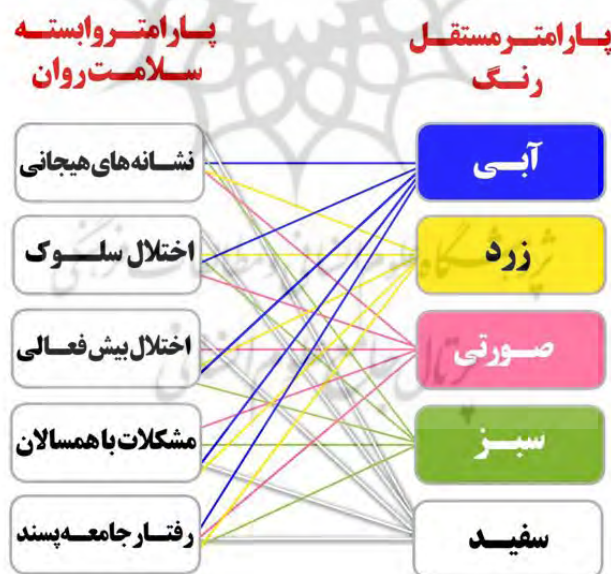 پارامتر مستقل
رنگ
آبی
زرد
صورتی
سبز
سفید
پارامتر وابسته
سلامت روان
نشانه‌های هیجانی
اختلال سلوک
اختلال بیش فعالی
مشکلات با همسالان
رفتار جامعه پسند